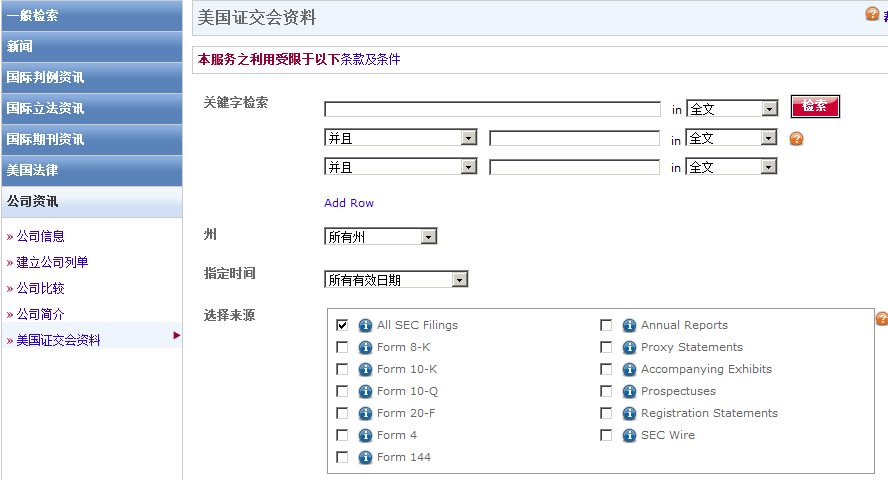 一般检索
新闻
国际判例资讯
国际立法资讯
国际期刊资讯
美国法律
公司资讯
» 公司信息
» 建立公司列单
» 公司比较
» 公司简介
» 美国证交会资料
美国证交会资料
本服务之利用受限于以下条款及条件
关键字检索 in 全文 检索
并且 in 全文
并且 in 全文
Add Row
州 所有州
指定时间 所有有效日期
选择来源
All SEC Filings
Form 8-K
Form 10-K
Form 10-Q
Form 20-F
Form 4
Form 144
Annual Reports
Proxy Statements
Accompanying Exhibits
Prospectuses
Registration Statements
SEC Wire